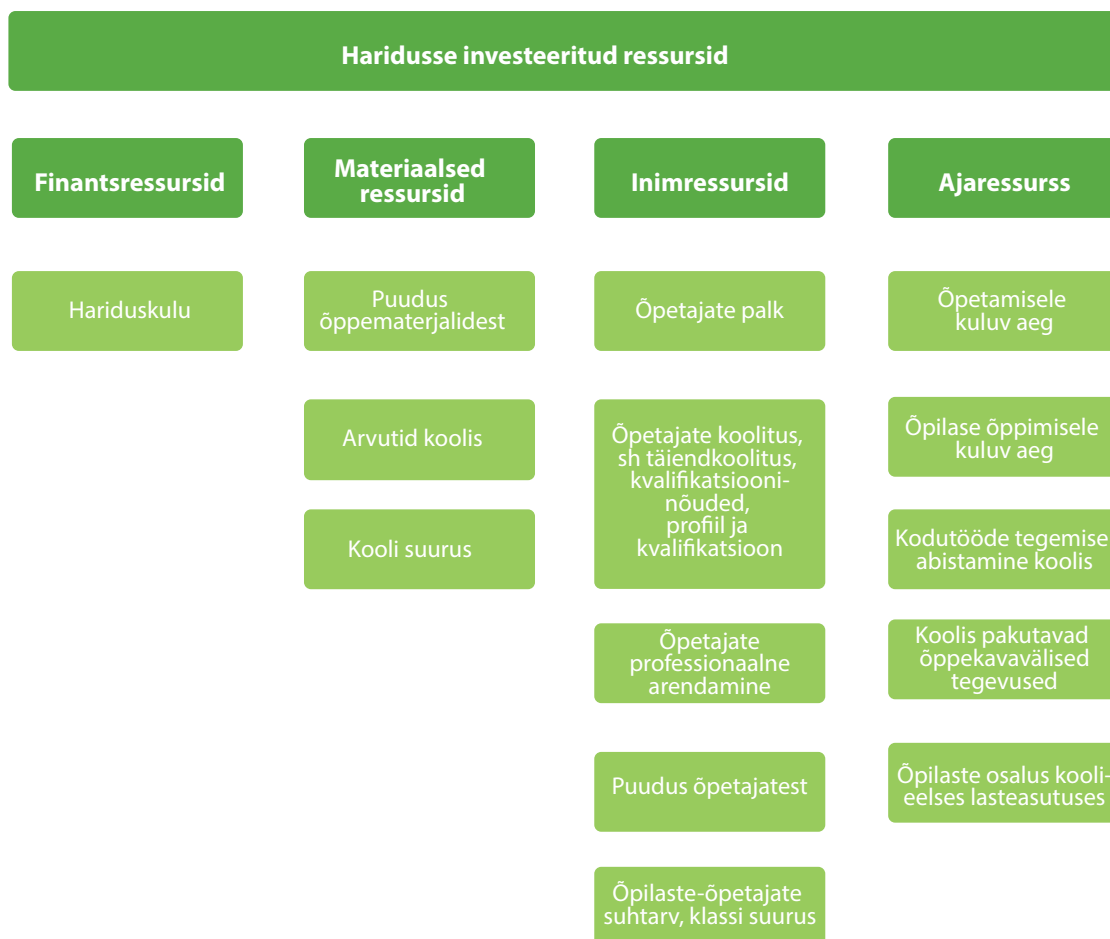 Haridusse investeeritud ressursid
Finantsressursid
Hariduskulu
Materiaalsed
ressursid
Puudus
õppematerjalidest
Arvutid koolis
Kooli suurus
Inimressursid
Õpetajate palk
Õpetajate koolitus,
sh täiendkoolitus,
kvalifikatsiooni-
nõuded,
profiil ja
kvalifikatsioon
Õpetajate
professionaalne
arendamine
Puudus õpetajatest
Õpilaste-õpetajate
suhtarv, klassi suurus
Ajaressurss
Õpetamisele
kuluv aeg
Õpilase õppimisele
kuluv aeg
Kodutööde tegemise
abistamine koolis
Koolis pakutavad
õppekavavälised
tegevused
Õpilaste osalus kooli-
eelses lasteasutuses